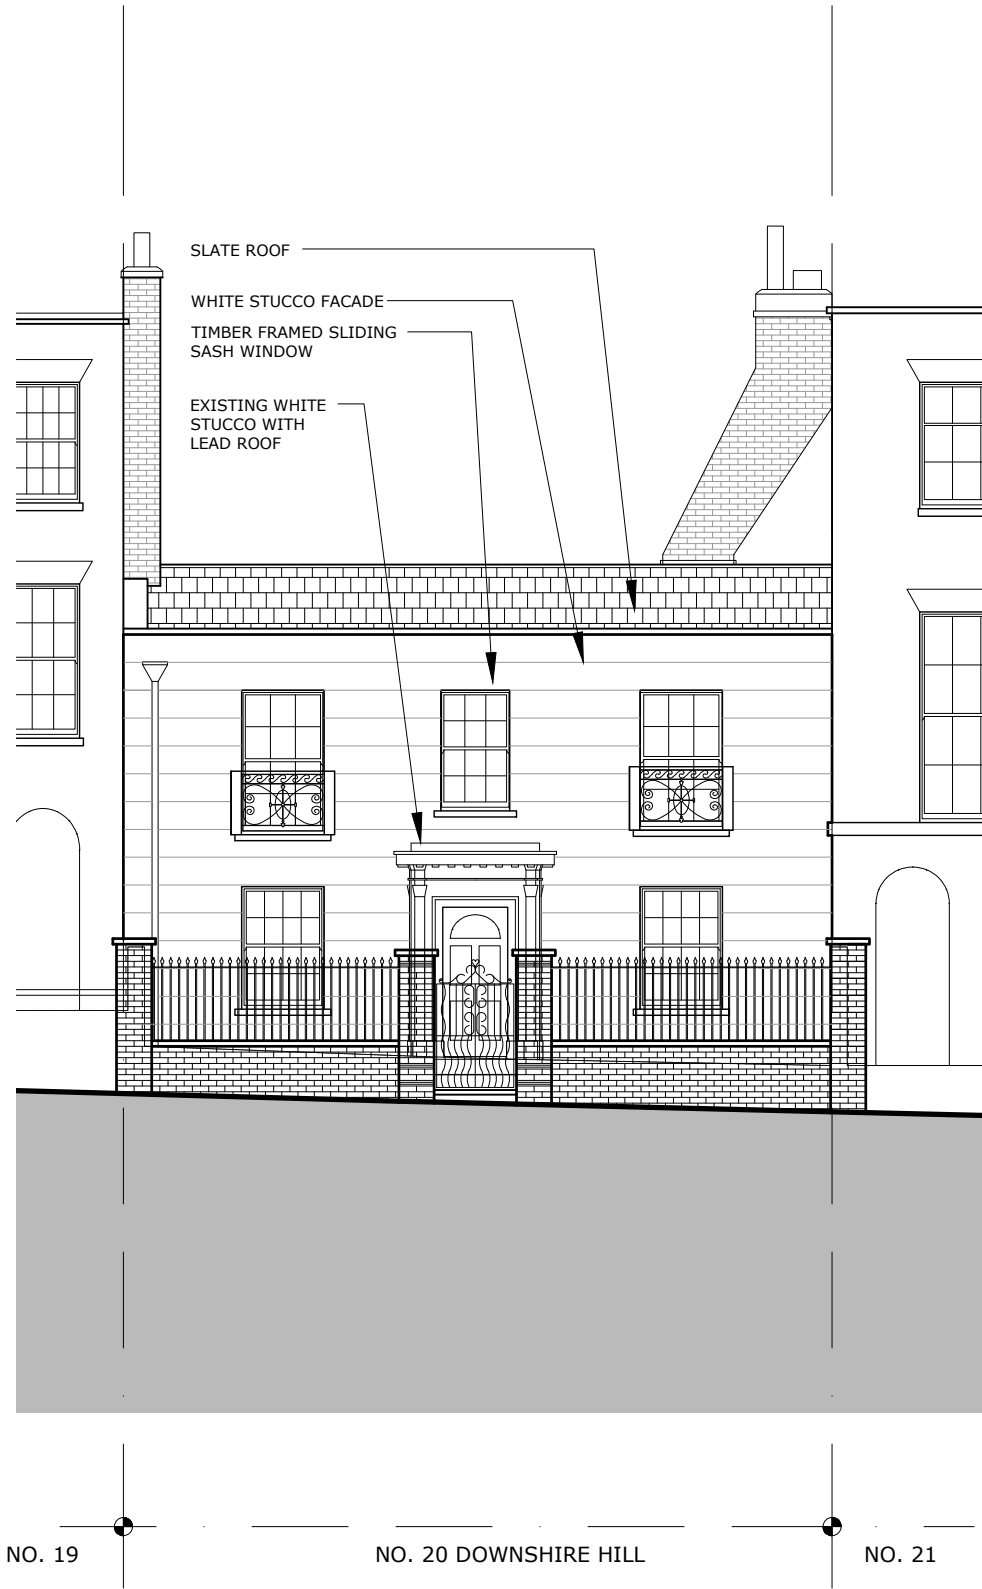 SLATE ROOF
WHITE STUCCO FACADE
TIMBER FRAMED SLIDING
SASH WINDOW
EXISTING WHITE
STUCCO WITH
LEAD ROOF
NO. 19
NO. 20 DOWNSHIRE HILL
NO. 21